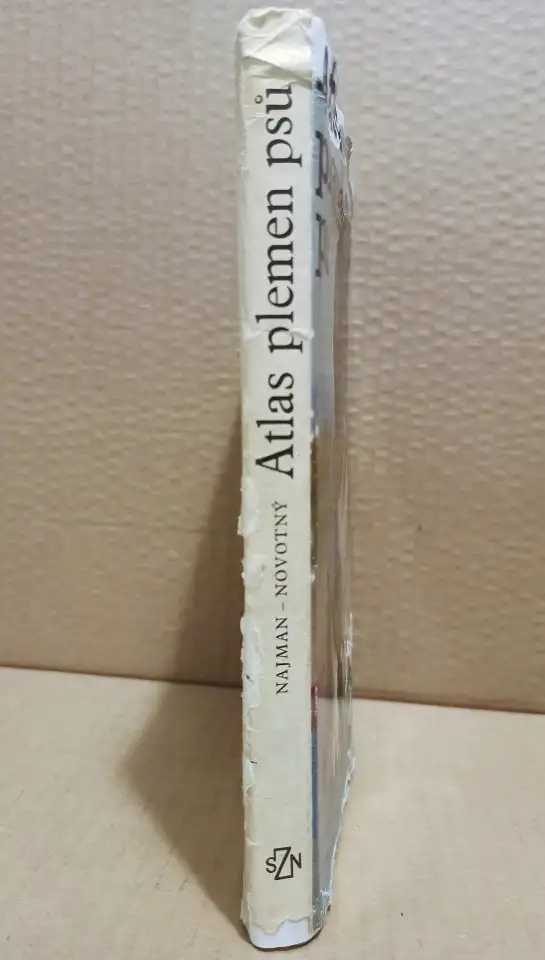 NAJMAN – NOVOTNÝ
Atlas plemen psů
SZN